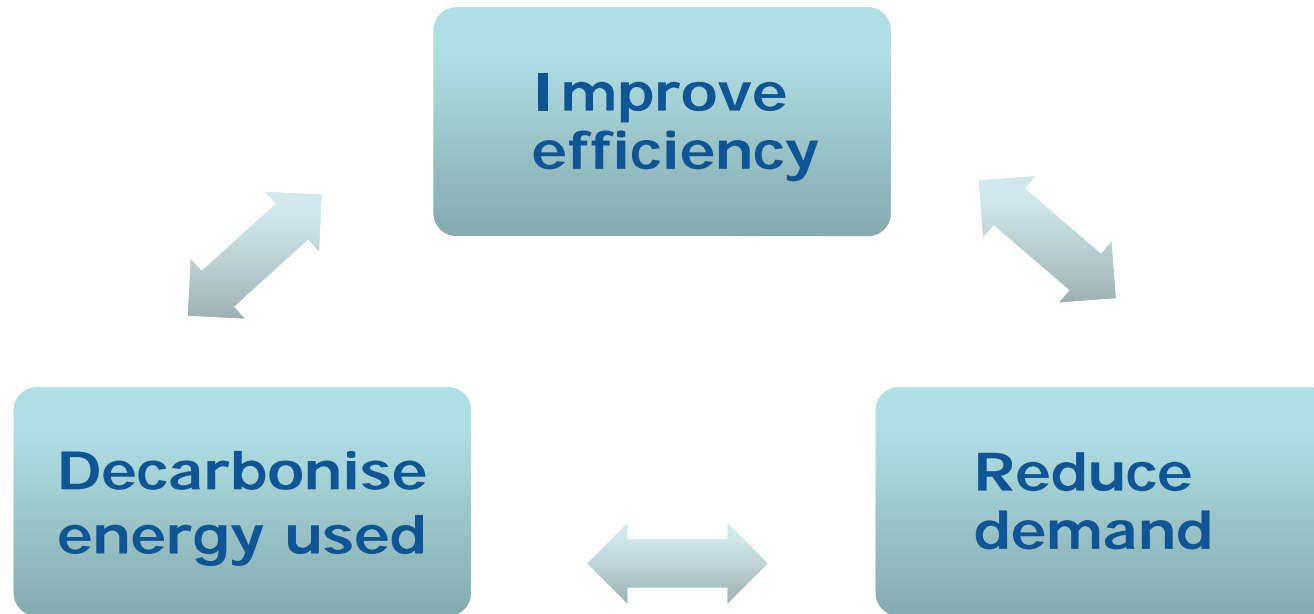 Improve
efficiency
Decarbonise
energy used
Reduce
demand